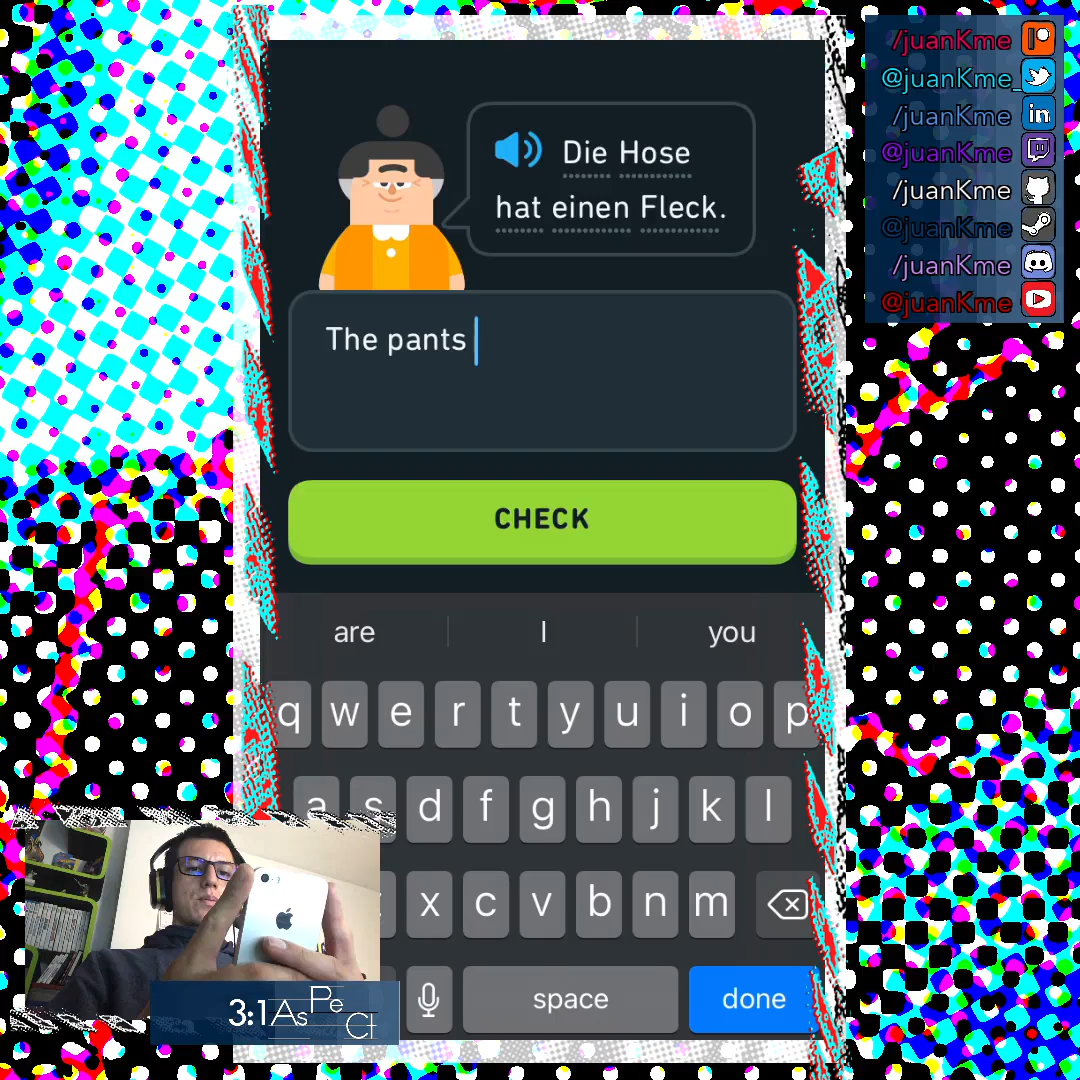 /juanKme
@juanKme_
/juanKme
@juanKme
/juanKme
@juanKme
/juanKme
@juanKme
Die Hose
hat einen Fleck.
The pants
CHECK
are I you
q w e r t y u i o p
a s d f g h j k l
x c v b n m
space done
3:1 AsPeCt